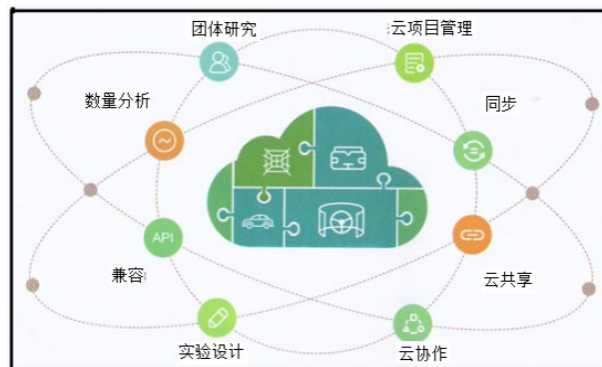 团体研究
云项目管理
数量分析
同步
API
兼容
云共享
实验设计
云协作